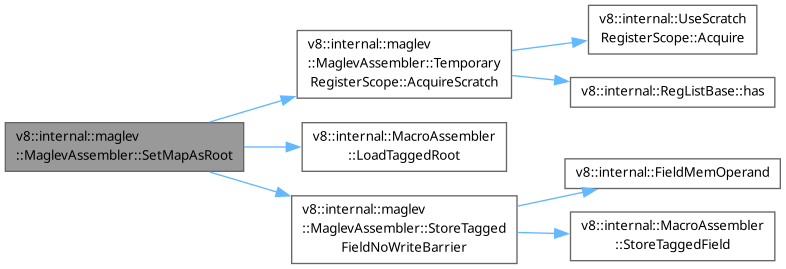 v8::internal::maglev
::MaglevAssembler::SetMapAsRoot
v8::internal::maglev
::MaglevAssembler::Temporary
RegisterScope::AcquireScratch
v8::internal::UseScratch
RegisterScope::Acquire
v8::internal::RegListBase::has
v8::internal::MacroAssembler
::LoadTaggedRoot
v8::internal::maglev
::MaglevAssembler::StoreTagged
FieldNoWriteBarrier
v8::internal::FieldMemOperand
v8::internal::MacroAssembler
::StoreTaggedField